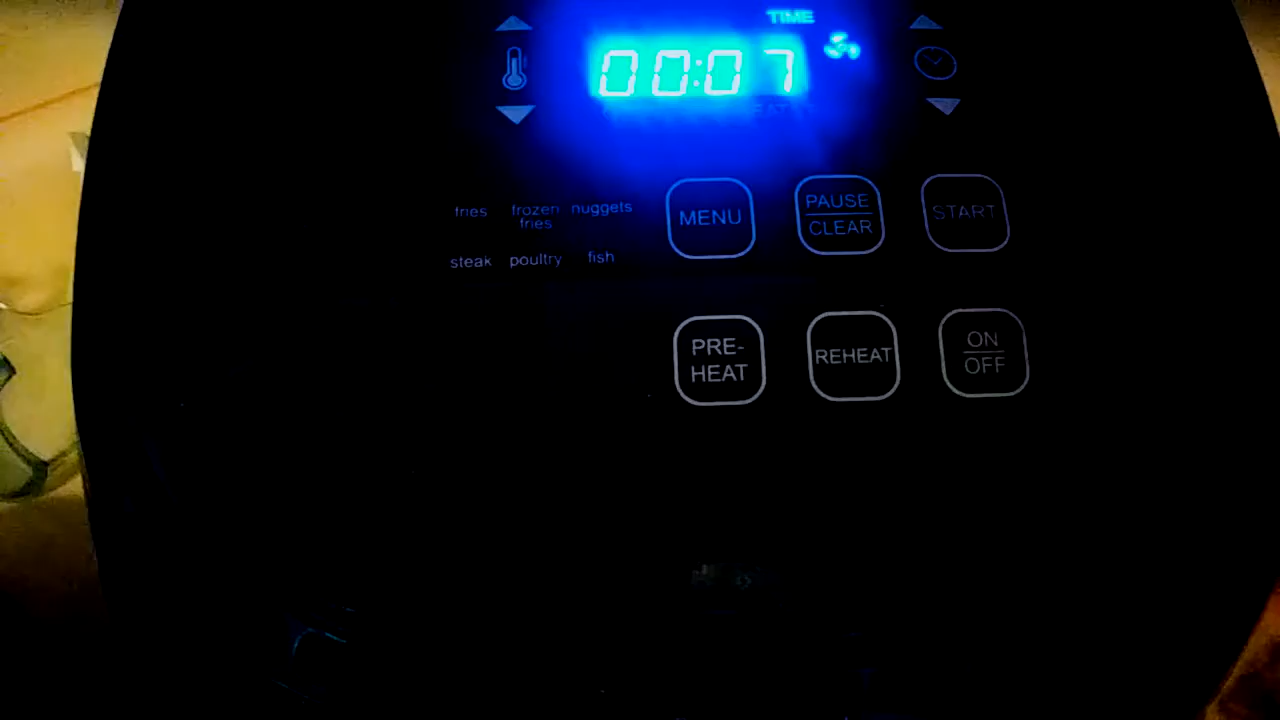 TIME
00:07
fries frozen fries nuggets
steak poultry fish
MENU
PAUSE
CLEAR
START
PRE-
HEAT
REHEAT
ON
OFF